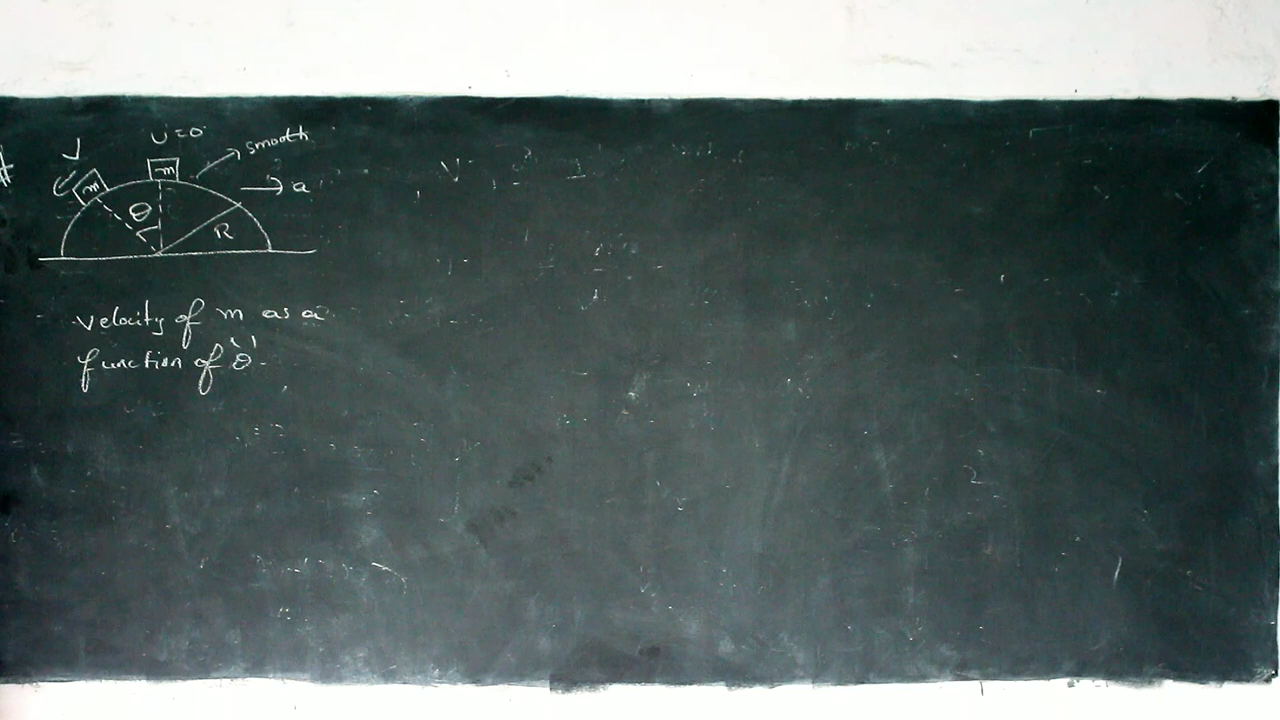 #
u=0
smooth
m
m
a
θ
R
velocity of m as a
function of 'θ'.